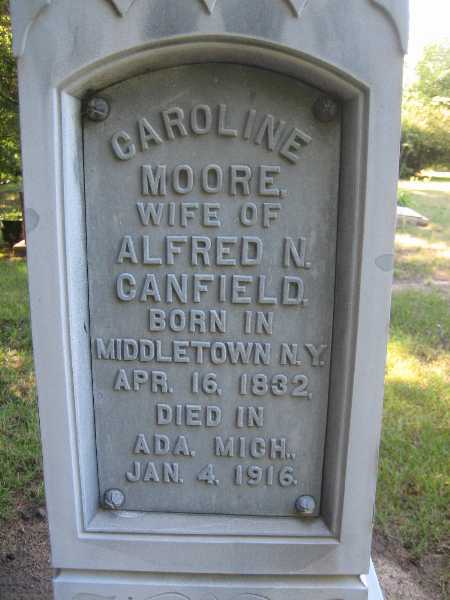 CAROLINE
MOORE.
WIFE OF
ALFRED N.
CANFIELD.
BORN IN
MIDDLETOWN N.Y.
APR. 16, 1832,
DIED IN
ADA, MICH.,
JAN. 4, 1916.